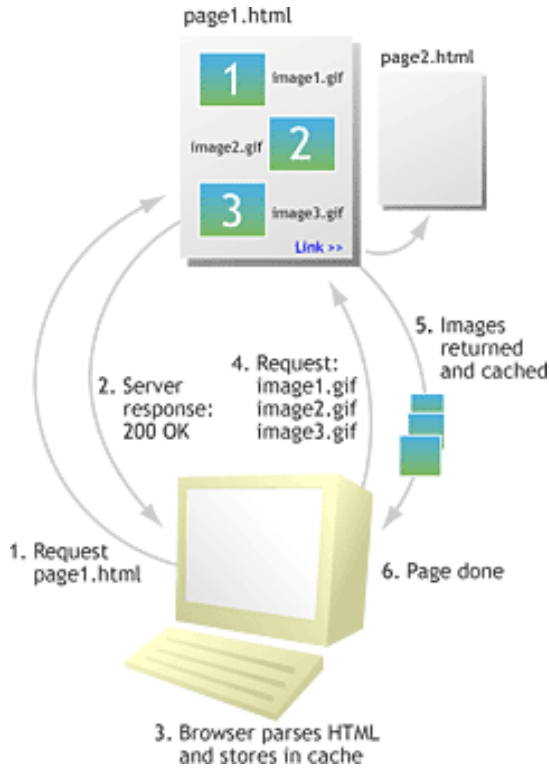 page1.html
page2.html
1
image1.gif
image2.gif
2
3
image3.gif
Link >>
5. Images
returned
and cached
4. Request:
image1.gif
image2.gif
image3.gif
2. Server
response:
200 OK
1. Request
page1.html
6. Page done
3. Browser parses HTML
and stores in cache